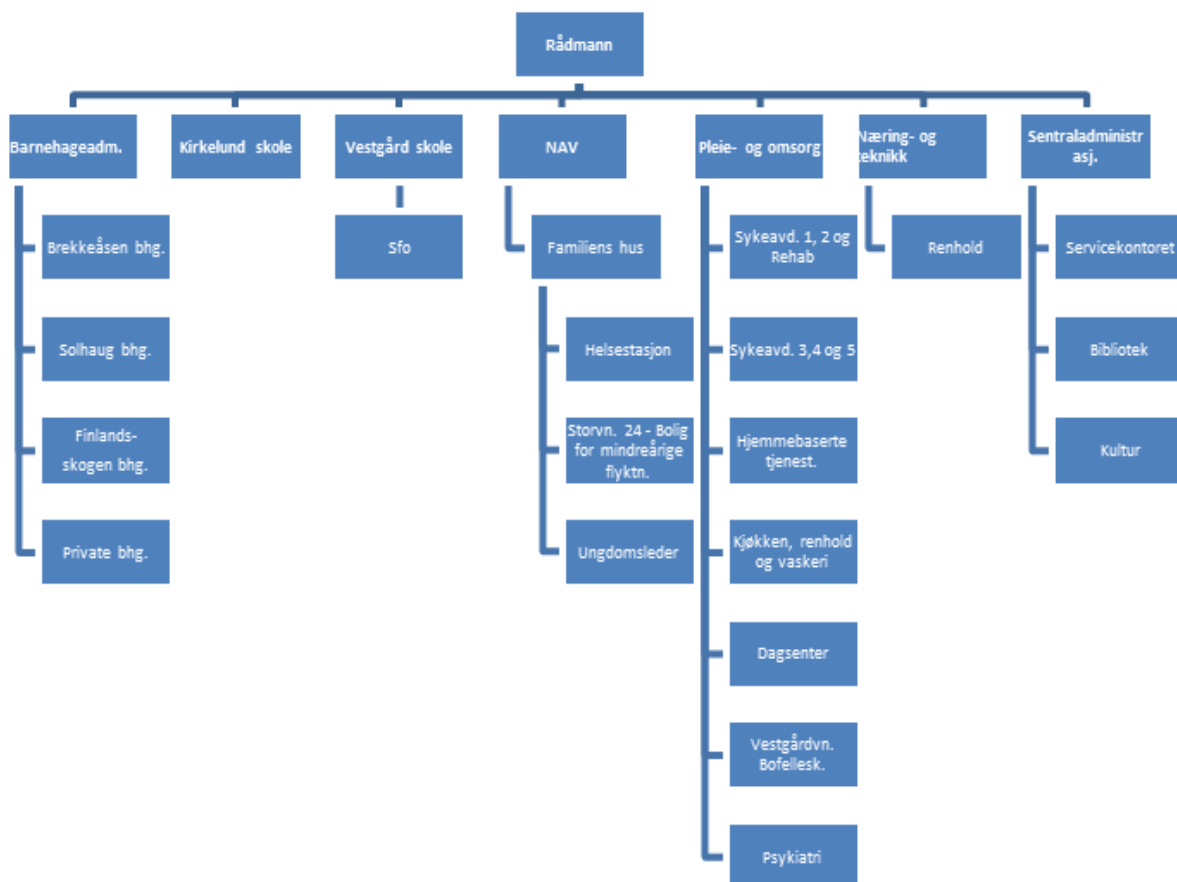 Rådmann
Barnehageadm.
Kirkelund skole
Vestgård skole
NAV
Pleie- og omsorg
Næring- og
teknikk
Sentraladministr
asj.
Brekkeåsen bhg.
Solhaug bhg.
Finlands-
skogen bhg.
Private bhg.
Sfo
Familiens hus
Helsestasjon
Storvn. 24 - Bolig
for mindreårige
flyktn.
Ungdomsleder
Sykeavd. 1, 2 og
Rehab
Sykeavd. 3,4 og 5
Hjemmebaserte
tjenest.
Kjøkken, renhold
og vaskeri
Dagsenter
Vestgårdvn.
Bofellesk.
Psykiatri
Renhold
Servicekontoret
Bibliotek
Kultur